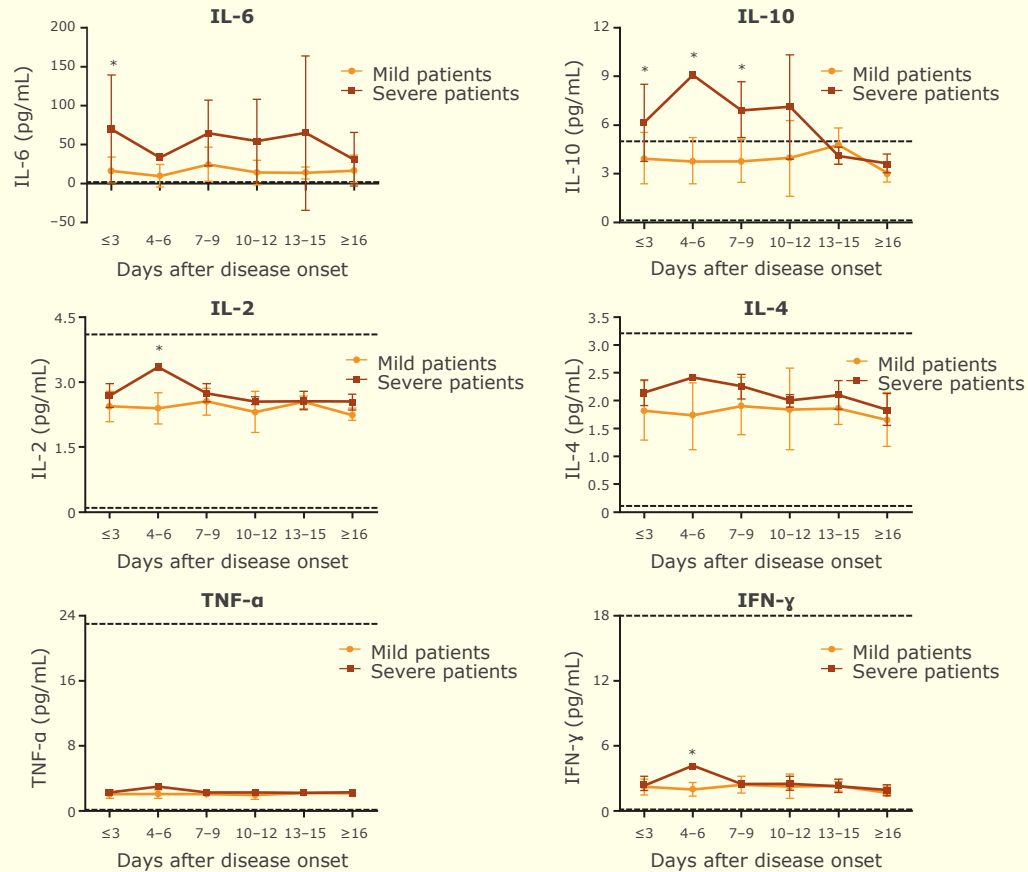 IL-6
200
150
100
50
0
–50
IL-6 (pg/mL)
*
Mild patients
Severe patients
≤3 4–6 7–9 10–12 13–15 ≥16
Days after disease onset
IL-10
12
9
6
3
0
IL-10 (pg/mL)
* * *
Mild patients
Severe patients
≤3 4–6 7–9 10–12 13–15 ≥16
Days after disease onset
IL-2
4.5
3.0
1.5
0
IL-2 (pg/mL)
*
Mild patients
Severe patients
≤3 4–6 7–9 10–12 13–15 ≥16
Days after disease onset
IL-4
3.5
3.0
2.5
2.0
1.5
1.0
0.5
0
IL-4 (pg/mL)
Mild patients
Severe patients
≤3 4–6 7–9 10–12 13–15 ≥16
Days after disease onset
TNF-ɑ
24
16
8
0
TNF-ɑ (pg/mL)
Mild patients
Severe patients
≤3 4–6 7–9 10–12 13–15 ≥16
Days after disease onset
IFN-ɣ
18
12
6
0
IFN-ɣ (pg/mL)
*
Mild patients
Severe patients
≤3 4–6 7–9 10–12 13–15 ≥16
Days after disease onset